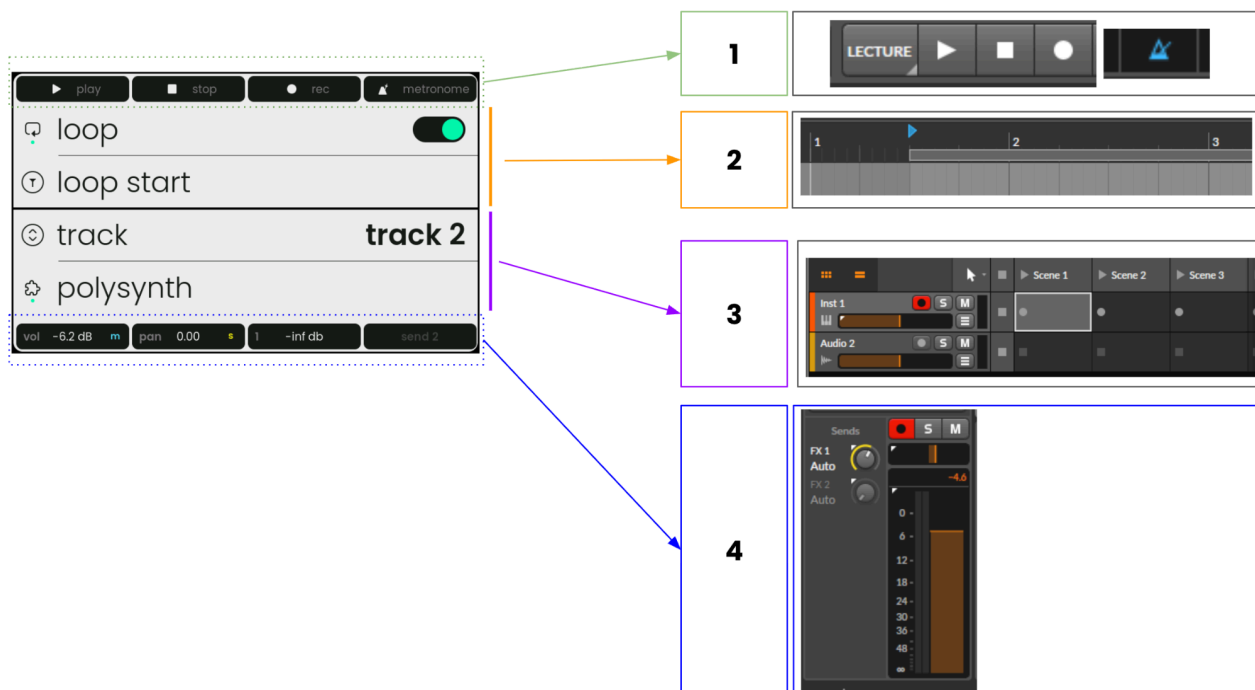 play stop rec metronome
loop
loop start
track track 2
polysynth
vol -6.2 dB m pan 0.00 s 1 -inf db send 2
1
LECTURE
2
1 2 3
3
Scene 1 Scene 2 Scene 3
Inst 1 S M
Audio 2 S M
4
Sends S M
FX 1
Auto
-4.6
FX 2
Auto
0
6
12
18
24
30
36
48
∞